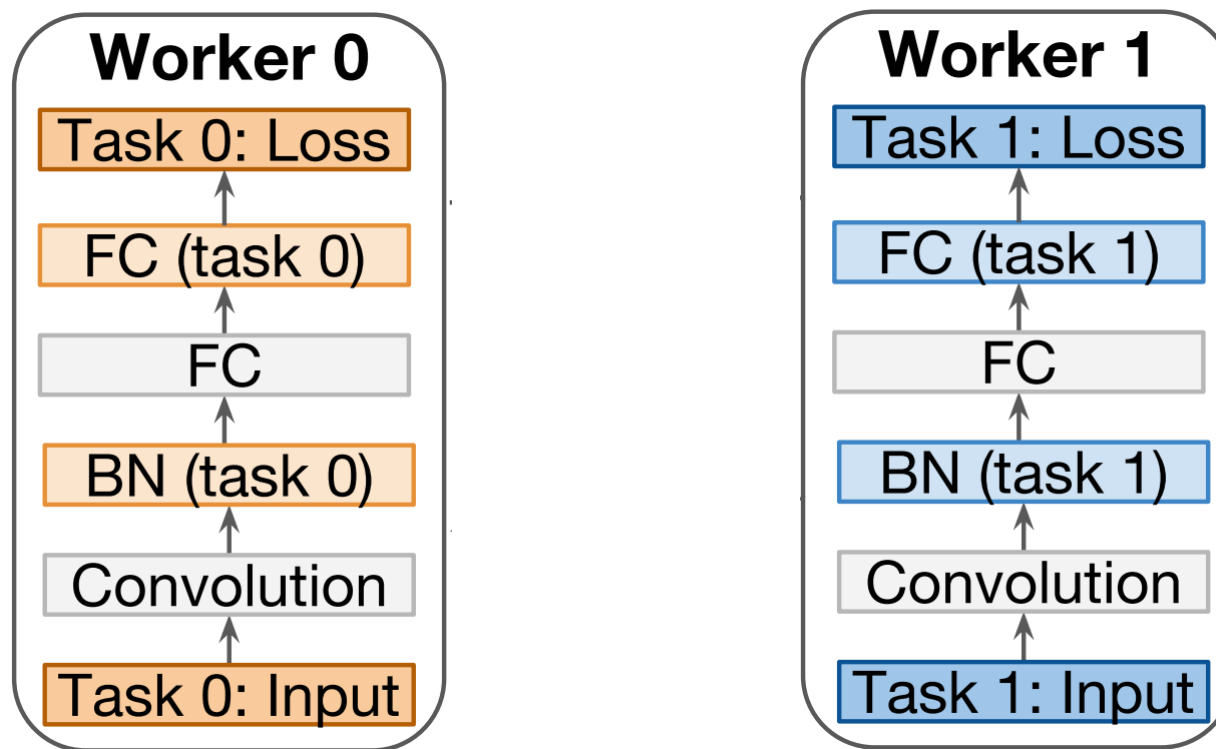 Worker 0
Task 0: Loss
FC (task 0)
FC
BN (task 0)
Convolution
Task 0: Input
Worker 1
Task 1: Loss
FC (task 1)
FC
BN (task 1)
Convolution
Task 1: Input